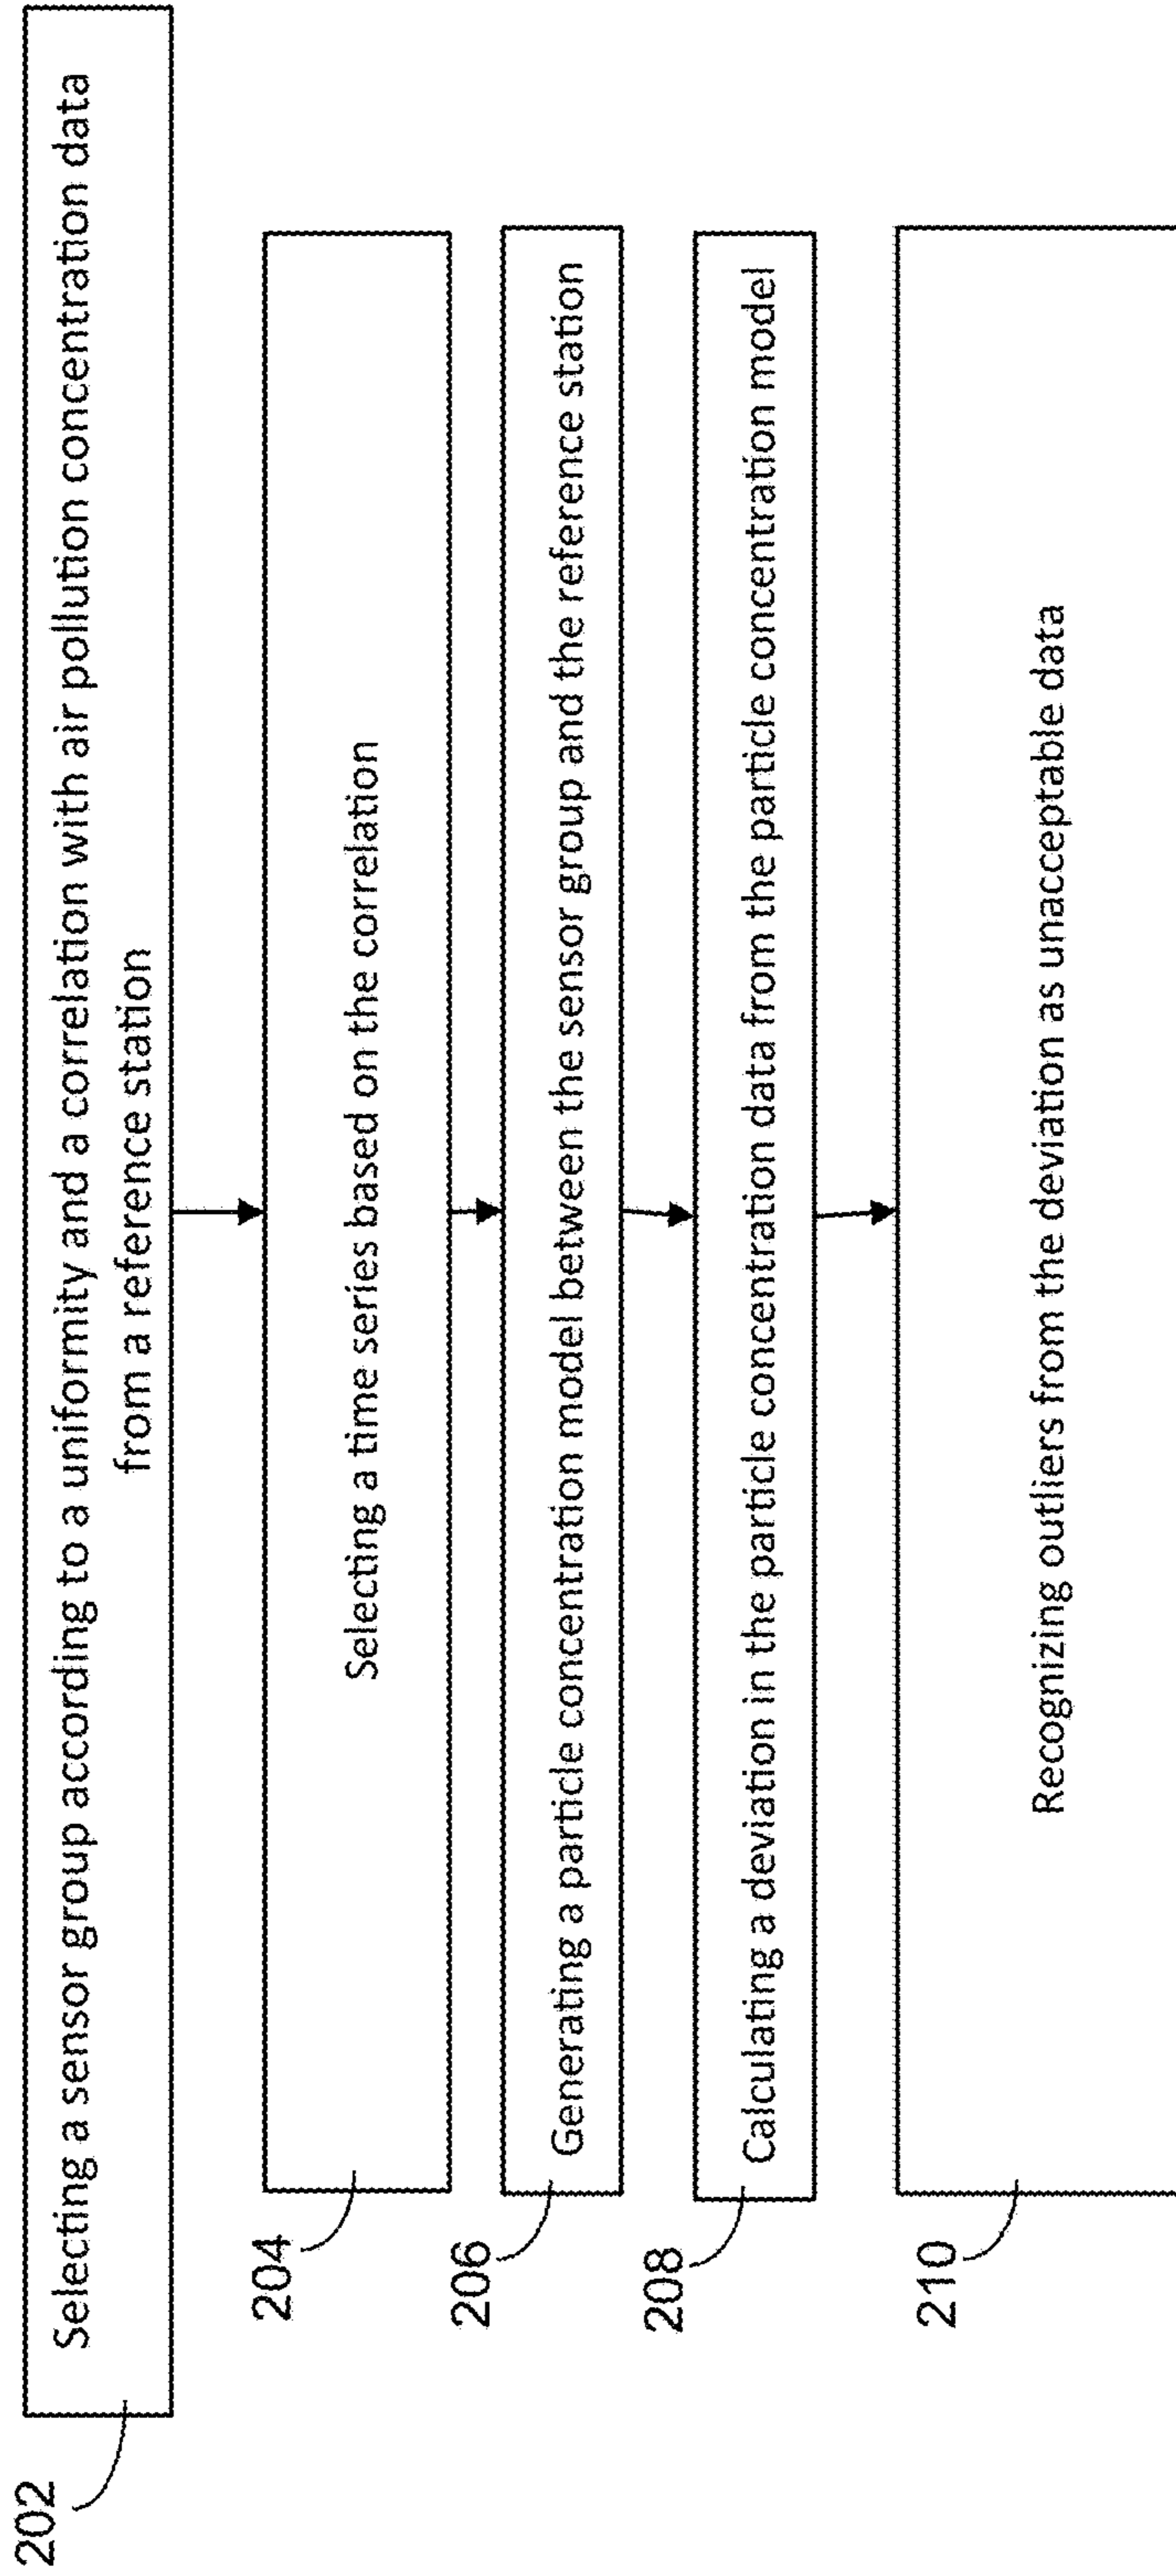 202
Selecting a sensor group according to a uniformity and a correlation with air pollution concentration data
from a reference station
204
Selecting a time series based on the correlation
206
Generating a particle concentration model between the sensor group and the reference station
208
Calculating a deviation in the particle concentration data from the particle concentration model
210
Recognizing outliers from the deviation as unacceptable data